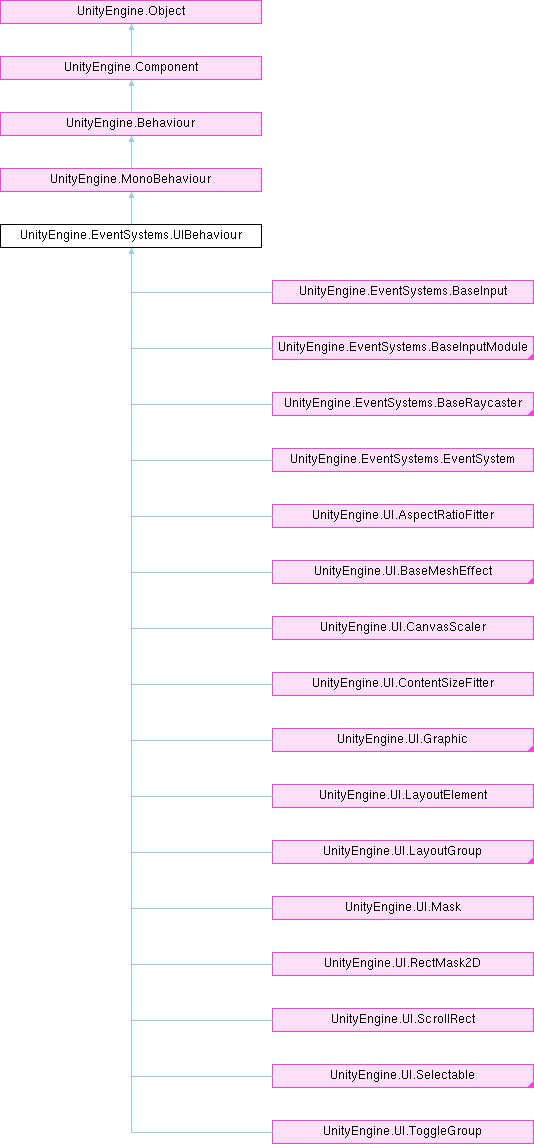 UnityEngine.Object
UnityEngine.Component
UnityEngine.Behaviour
UnityEngine.MonoBehaviour
UnityEngine.EventSystems.UIBehaviour
UnityEngine.EventSystems.BaseInput
UnityEngine.EventSystems.BaseInputModule
UnityEngine.EventSystems.BaseRaycaster
UnityEngine.EventSystems.EventSystem
UnityEngine.UI.AspectRatioFitter
UnityEngine.UI.BaseMeshEffect
UnityEngine.UI.CanvasScaler
UnityEngine.UI.ContentSizeFitter
UnityEngine.UI.Graphic
UnityEngine.UI.LayoutElement
UnityEngine.UI.LayoutGroup
UnityEngine.UI.Mask
UnityEngine.UI.RectMask2D
UnityEngine.UI.ScrollRect
UnityEngine.UI.Selectable
UnityEngine.UI.ToggleGroup